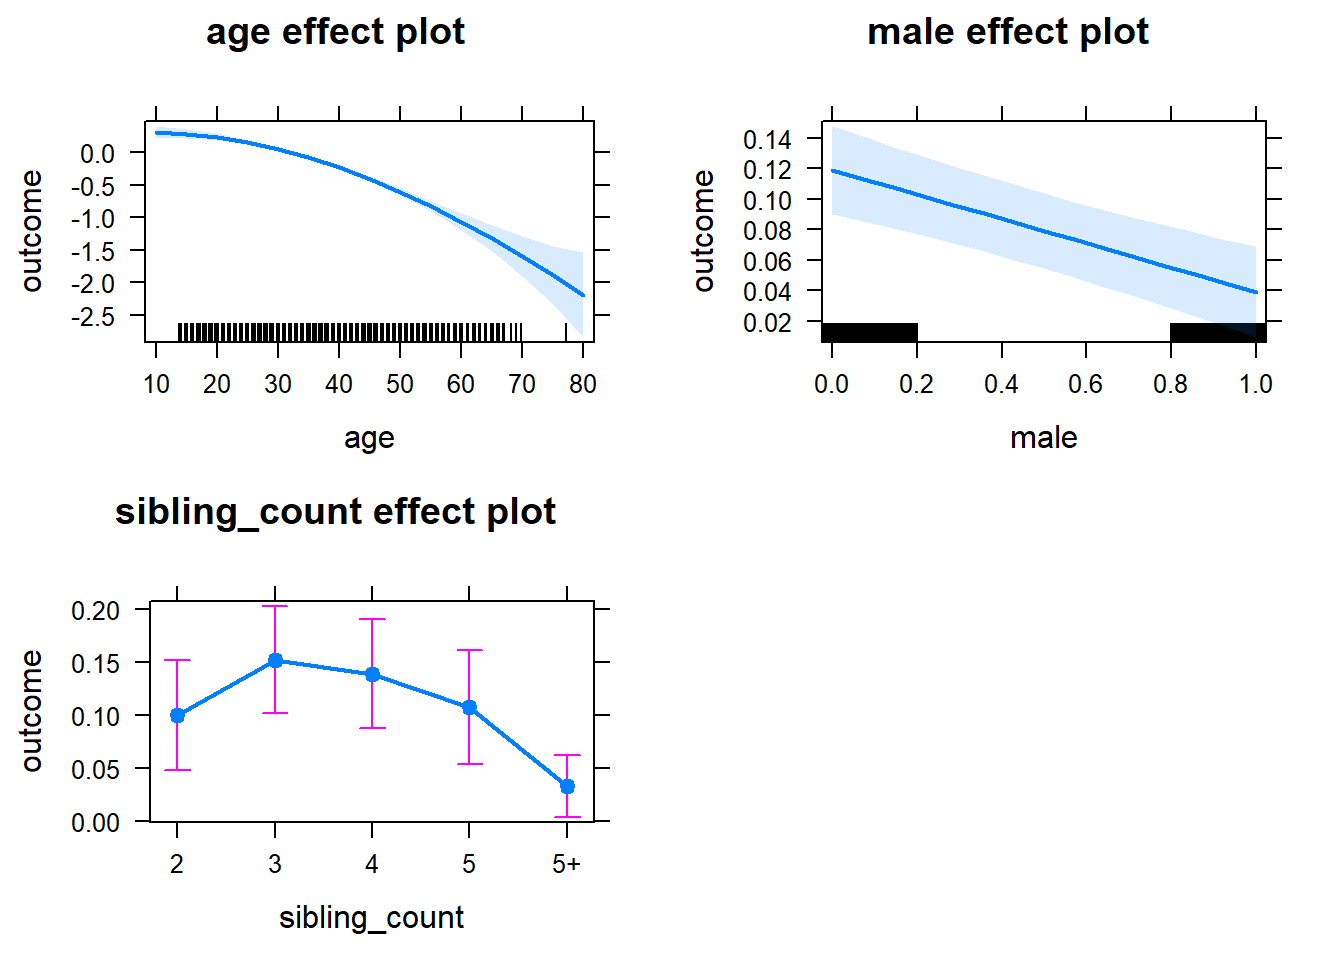 age effect plot
outcome
0.0
-0.5
-1.0
-1.5
-2.0
-2.5
10 20 30 40 50 60 70 80
age
male effect plot
outcome
0.14
0.12
0.10
0.08
0.06
0.04
0.02
0.0 0.2 0.4 0.6 0.8 1.0
male
sibling_count effect plot
outcome
0.20
0.15
0.10
0.05
0.00
2 3 4 5 5+
sibling_count